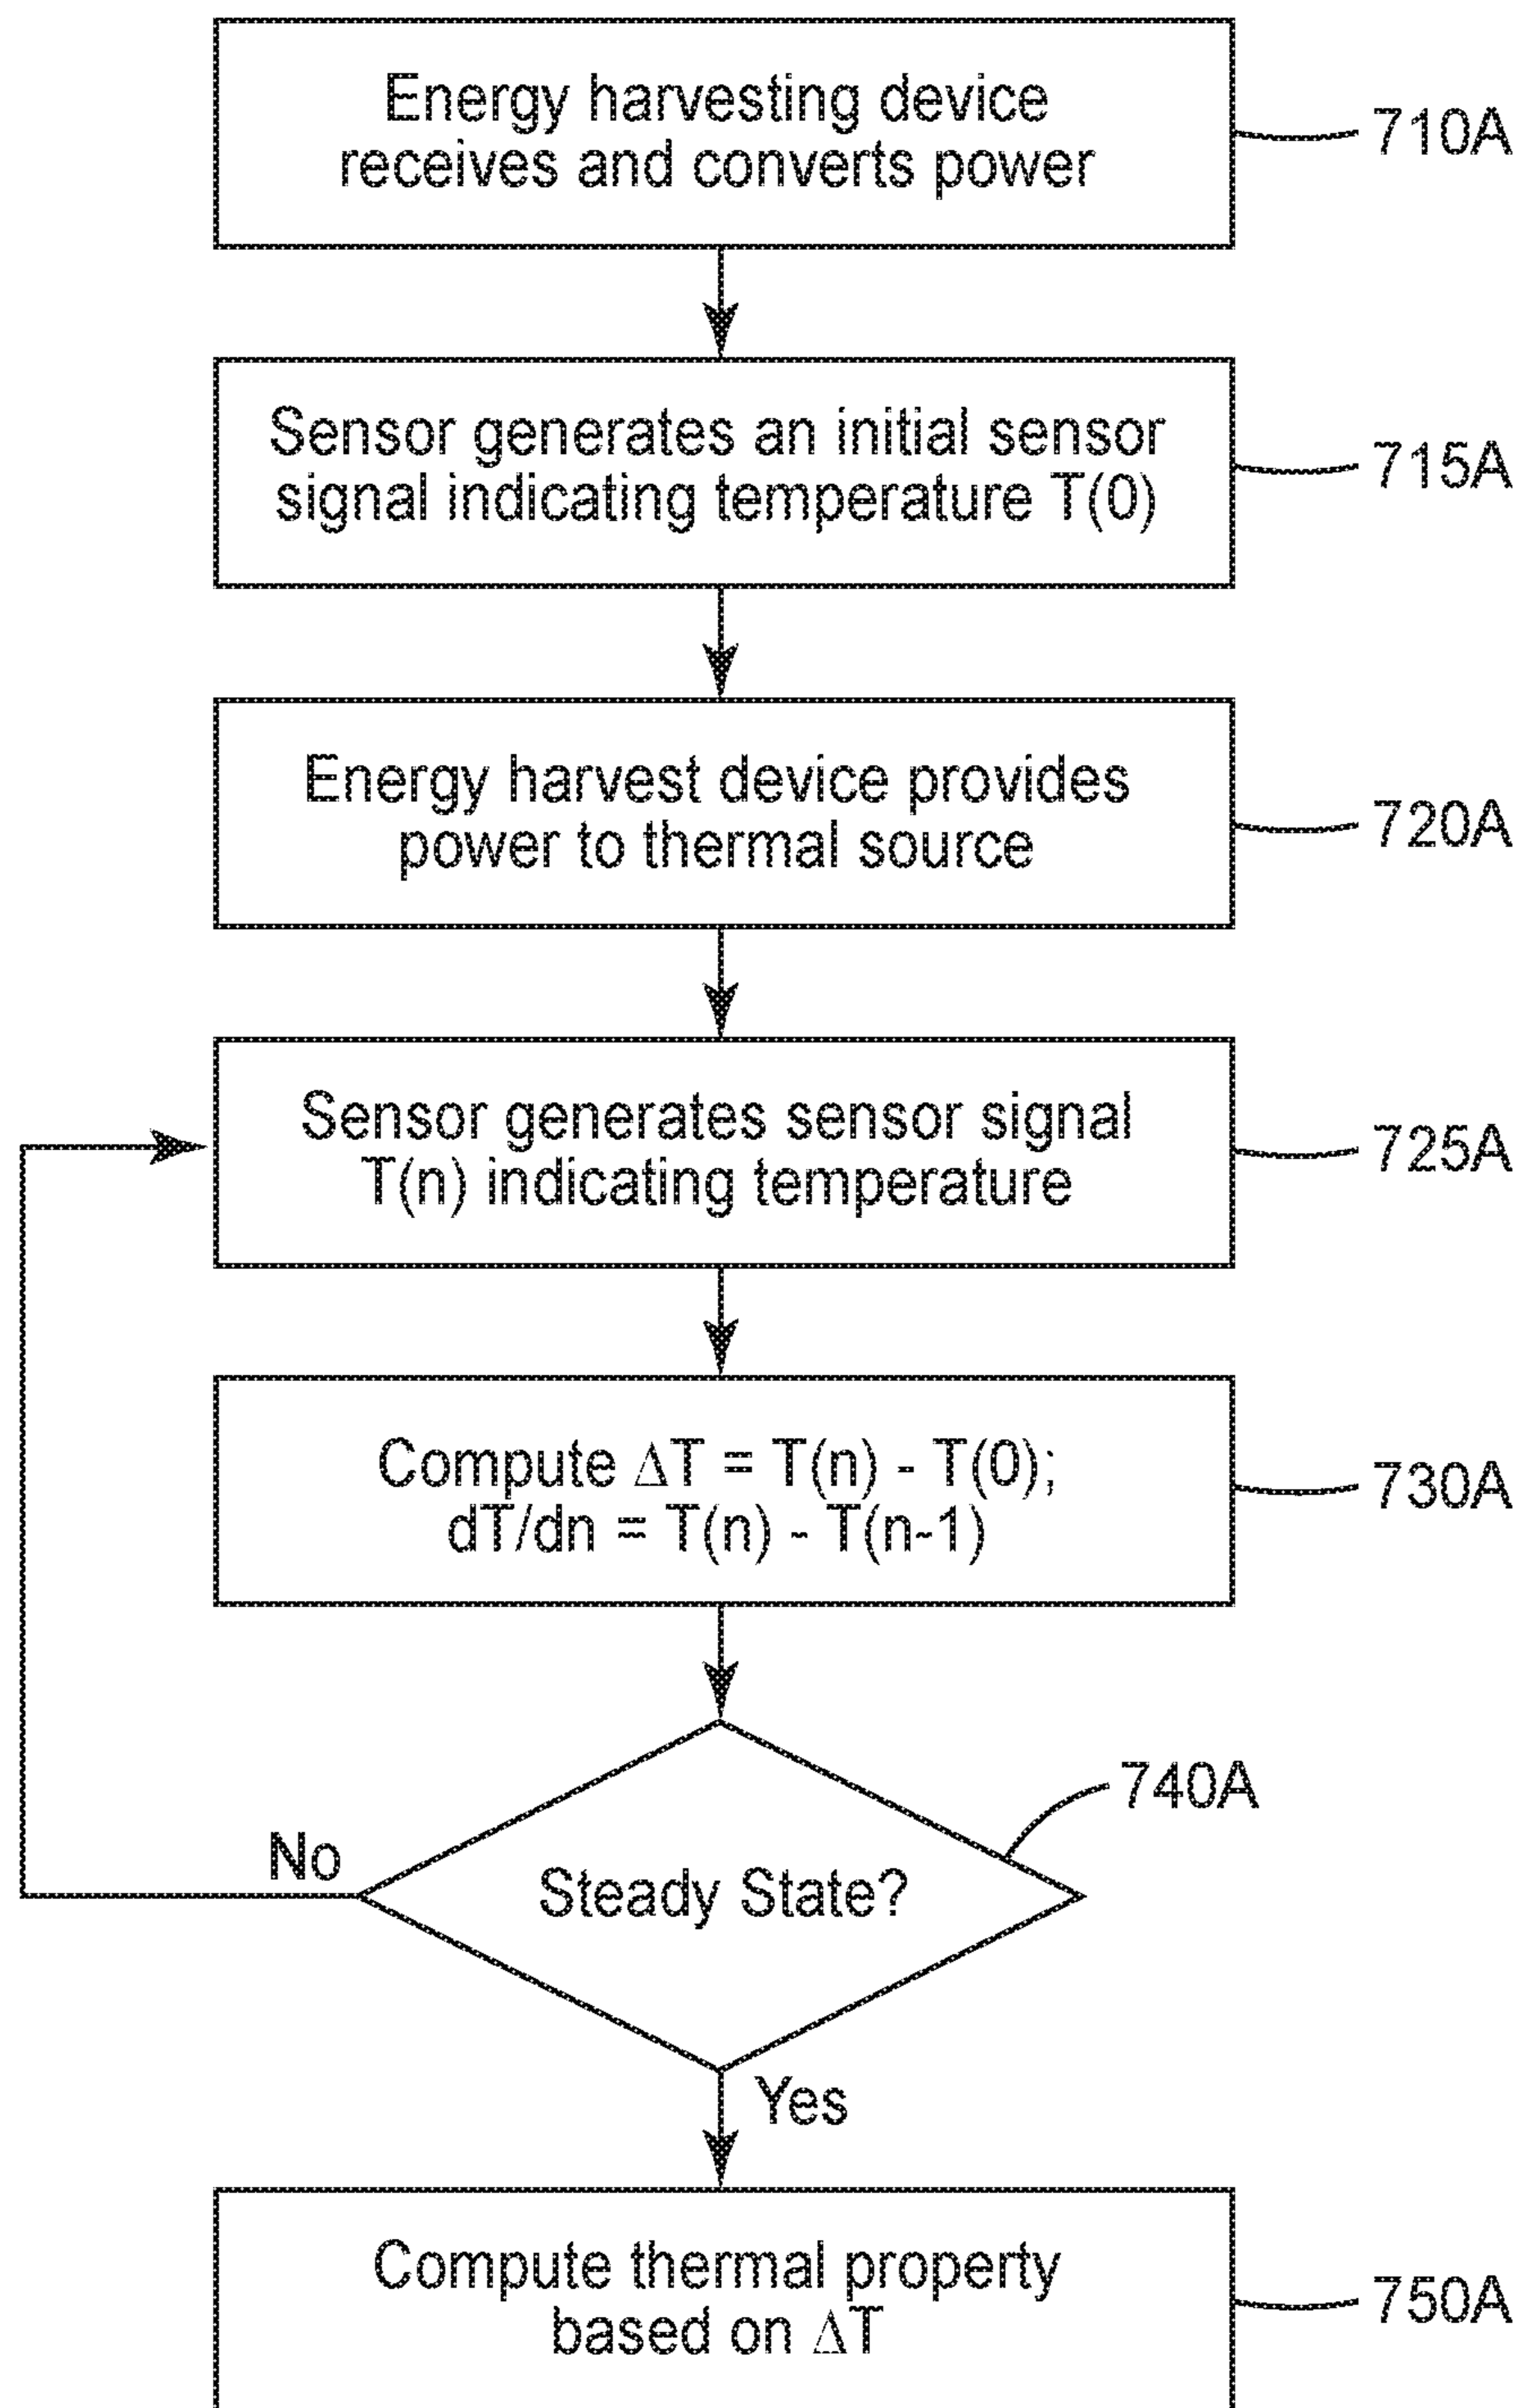 Energy harvesting device
receives and converts power
710A
Sensor generates an initial sensor
signal indicating temperature T(0)
715A
Energy harvest device provides
power to thermal source
720A
Sensor generates sensor signal
T(n) indicating temperature
725A
Compute ΔT = T(n) - T(0);
dT/dn = T(n) - T(n-1)
730A
740A
No
Steady State?
Yes
Compute thermal property
based on ΔT
750A